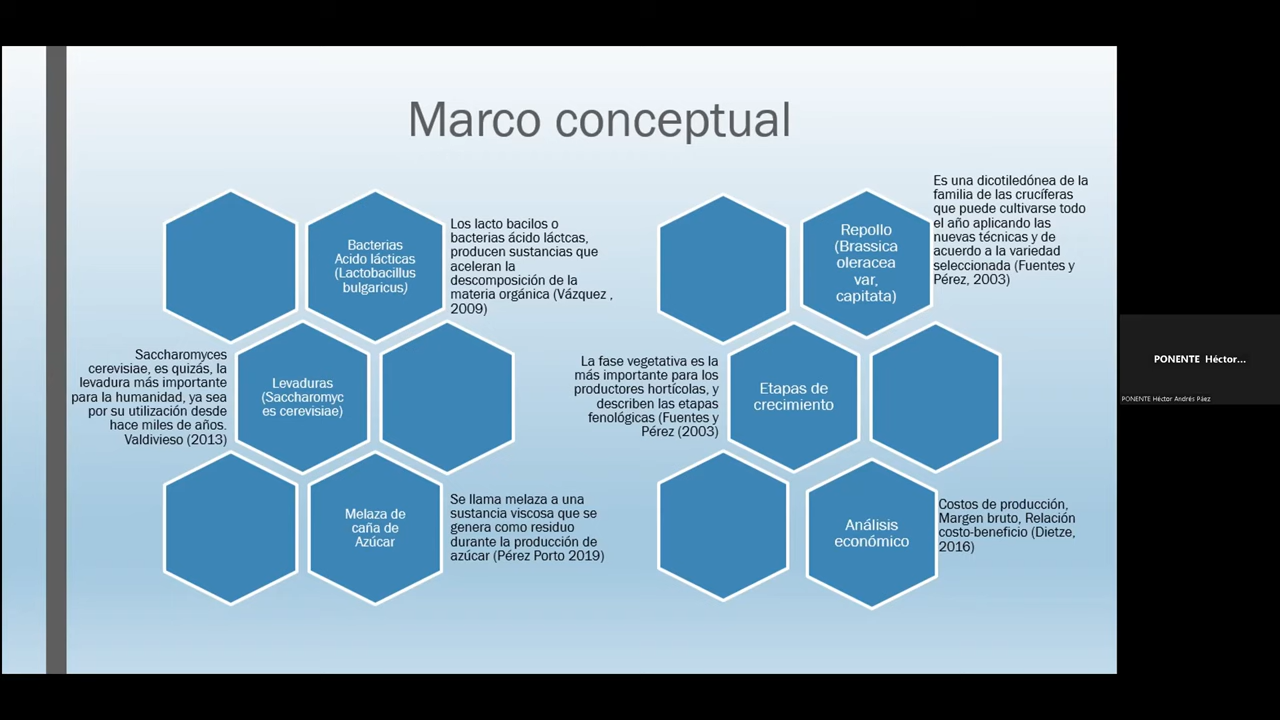 Marco conceptual
Bacterias
Acido lácticas
(Lactobacillus
bulgaricus)
Los lacto bacilos o
bacterias ácido láctcas,
producen sustancias que
aceleran la
descomposición de la
materia orgánica (Vázquez ,
2009)
Saccharomyces
cerevisiae, es quizás, la
levadura más importante
para la humanidad, ya sea
por su utilización desde
hace miles de años.
Valdivieso (2013)
Levaduras
(Saccharomyc
es cerevisiae)
Melaza de
caña de
Azúcar
Se llama melaza a una
sustancia viscosa que se
genera como residuo
durante la producción de
azúcar (Pérez Porto 2019)
Repollo
(Brassica
oleracea
var,
capitata)
Es una dicotiledónea de la
familia de las crucíferas
que puede cultivarse todo
el año aplicando las
nuevas técnicas y de
acuerdo a la variedad
seleccionada (Fuentes y
Pérez, 2003)
La fase vegetativa es la
más importante para los
productores hortícolas, y
describen las etapas
fenológicas (Fuentes y
Pérez (2003)
Etapas de
crecimiento
Análisis
económico
Costos de producción,
Margen bruto, Relación
costo-beneficio (Dietze,
2016)
PONENTE Héctor...
PONENTE Héctor Andrés Páez